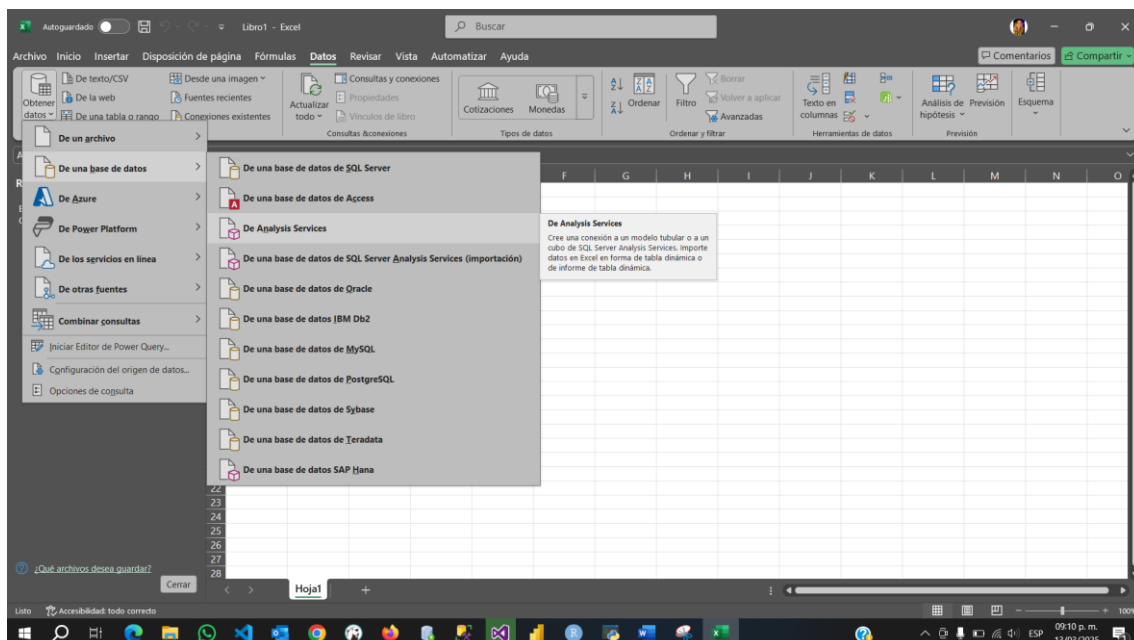 Autoguardado
Libro1 - Excel
Buscar
Archivo Inicio Insertar Disposición de página Fórmulas Datos Revisar Vista Automatizar Ayuda
Comentarios
Compartir
Obtener datos
De texto/CSV
De la web
De una tabla o rango
Desde una imagen
Fuentes recientes
Conexiones existentes
Actualizar todo
Consultas y conexiones
Propiedades
Vínculos de libro
Consultas &conexiones
Cotizaciones
Monedas
Tipos de datos
Ordenar
Filtro
Borrar
Volver a aplicar
Avanzadas
Ordenar y filtrar
Texto en columnas
Herramientas de datos
Análisis de hipótesis
Previsión
Previsión
Esquema
De un archivo
De una base de datos
De Azure
De Power Platform
De los servicios en línea
De otras fuentes
Combinar consultas
Iniciar Editor de Power Query...
Configuración del origen de datos...
Opciones de consulta
De una base de datos de SQL Server
De una base de datos de Access
De Analysis Services
De una base de datos de SQL Server Analysis Services (importación)
De una base de datos de Oracle
De una base de datos IBM Db2
De una base de datos de MySQL
De una base de datos de PostgreSQL
De una base de datos de Sybase
De una base de datos de Teradata
De una base de datos SAP Hana
F G H I J K L M N O
De Analysis Services
Cree una conexión a un modelo tubular o a un
cubo de SQL Server Analysis Services. Importe
datos en Excel en forma de tabla dinámica o
de informe de tabla dinámica.
22
23
24
25
26
27
28
¿Qué archivos desea guardar?
Cerrar
Hoja1
Listo
Accesibilidad: todo correcto
100%
ESP
09:10 p. m.